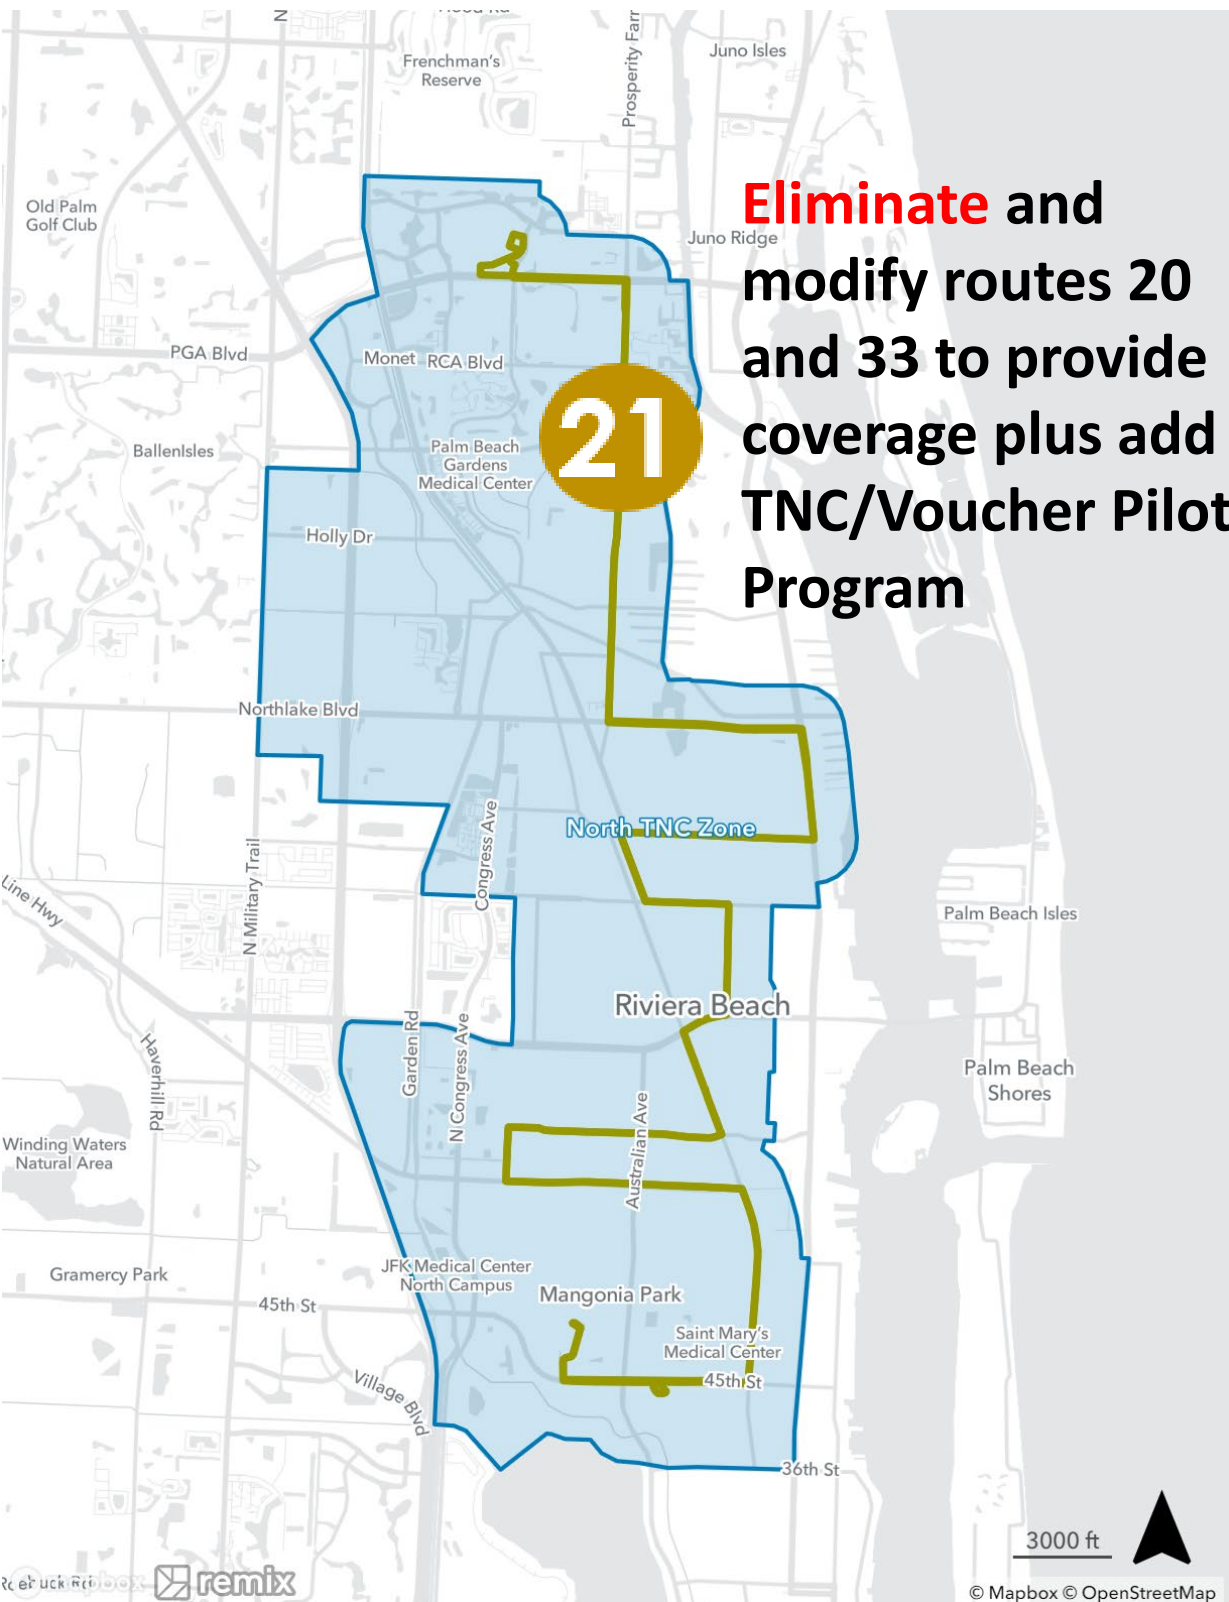 N
Prosperity Farr
Juno Isles
Frenchman's
Reserve
Old Palm
Golf Club
Juno Ridge
Eliminate and
modify routes 20
and 33 to provide
coverage plus add
TNC/Voucher Pilot
Program
PGA Blvd
Monet
RCA Blvd
21
BallenIsles
Palm Beach
Gardens
Medical Center
Holly Dr
Northlake Blvd
North TNC Zone
Congress Ave
N Military Trail
Line Hwy
Palm Beach Isles
Riviera Beach
Garden Rd
N Congress Ave
Haverhill Rd
Palm Beach
Shores
Australian Ave
Winding Waters
Natural Area
JFK Medical Center
North Campus
Gramercy Park
45th St
Mangonia Park
Saint Mary's
Medical Center
45th St
Village Blvd
36th St
3000 ft
mapbox
remix
© Mapbox © OpenStreetMap